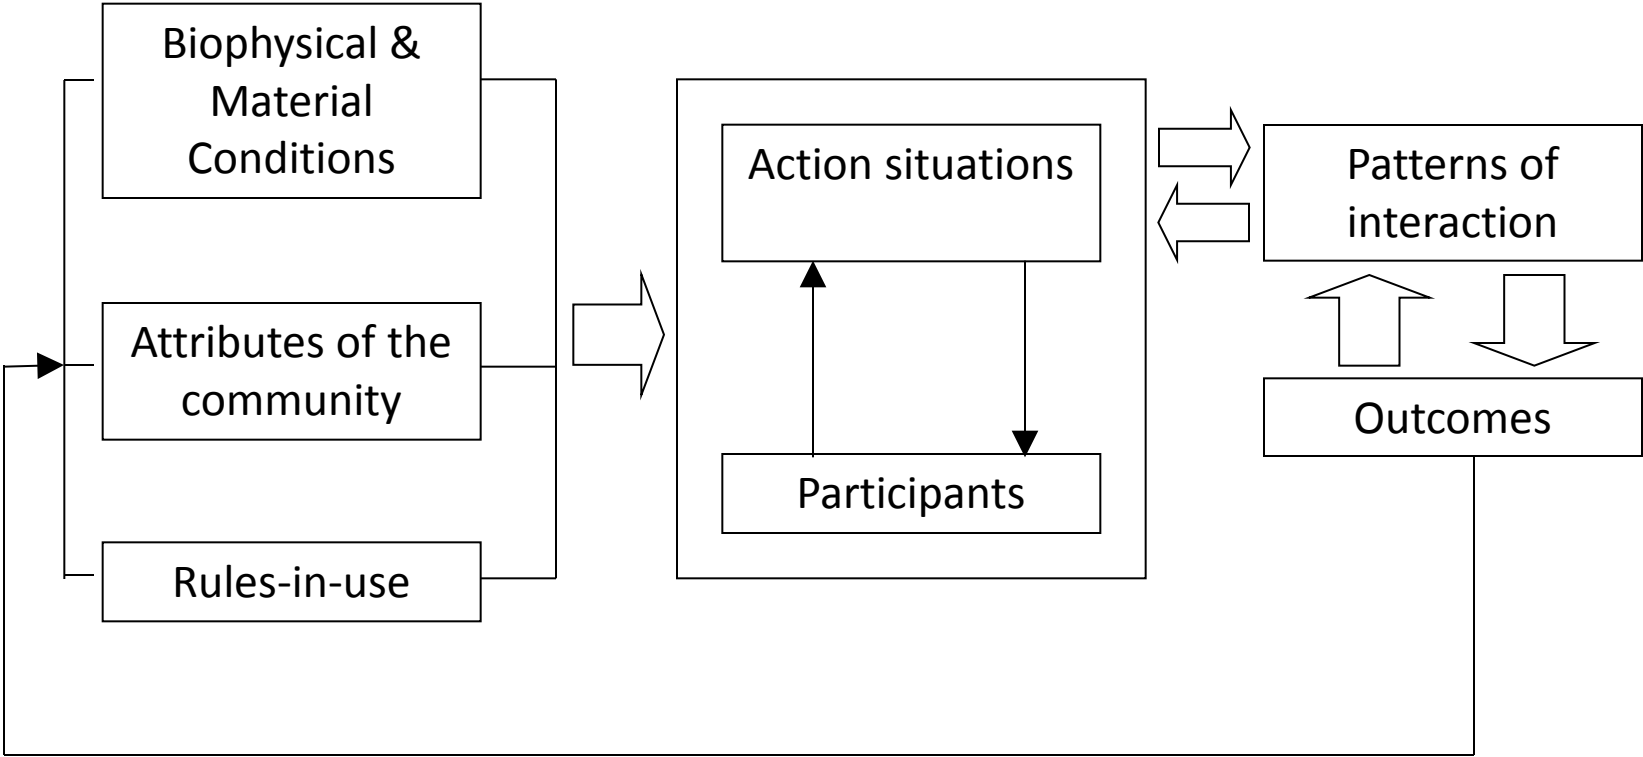 Biophysical &
Material
Conditions
Attributes of the
community
Rules-in-use
Action situations
Participants
Patterns of
interaction
Outcomes